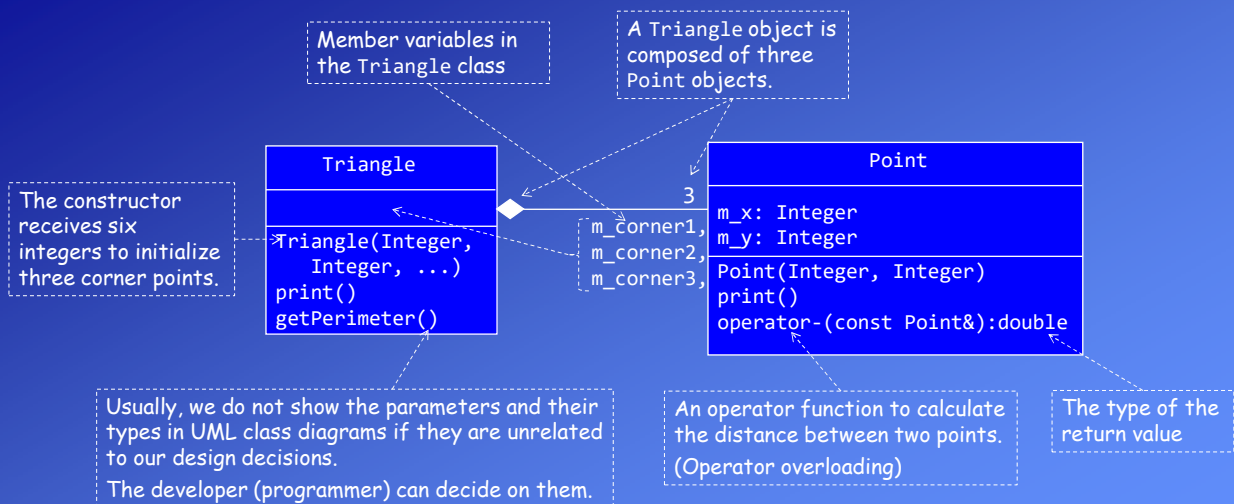 Member variables in
the Triangle class
A Triangle object is
composed of three
Point objects.
The constructor
receives six
integers to initialize
three corner points.
Triangle
Triangle(Integer,
Integer, ...)
print()
getPerimeter()
3
m_corner1,
m_corner2,
m_corner3,
Point
m_x: Integer
m_y: Integer
Point(Integer, Integer)
print()
operator-(const Point&):double
Usually, we do not show the parameters and their
types in UML class diagrams if they are unrelated
to our design decisions.
The developer (programmer) can decide on them.
An operator function to calculate
the distance between two points.
(Operator overloading)
The type of the
return value